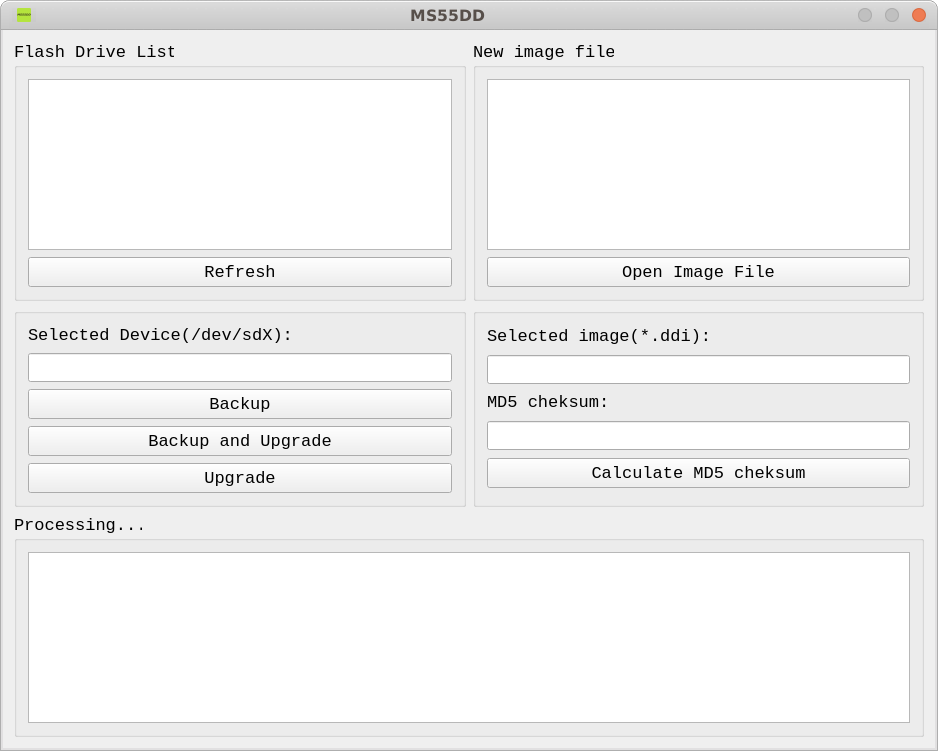 MS55DD
Flash Drive List
New image file
Refresh
Open Image File
Selected Device(/dev/sdX):
Backup
Backup and Upgrade
Upgrade
Selected image(*.ddi):
MD5 cheksum:
Calculate MD5 cheksum
Processing...